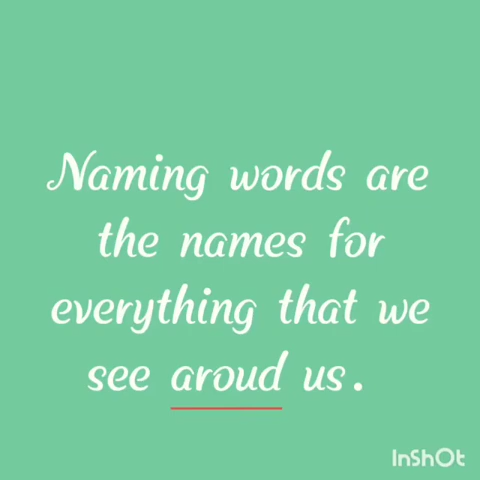 Naming words are
the names for
everything that we
see aroud us.
InShOt